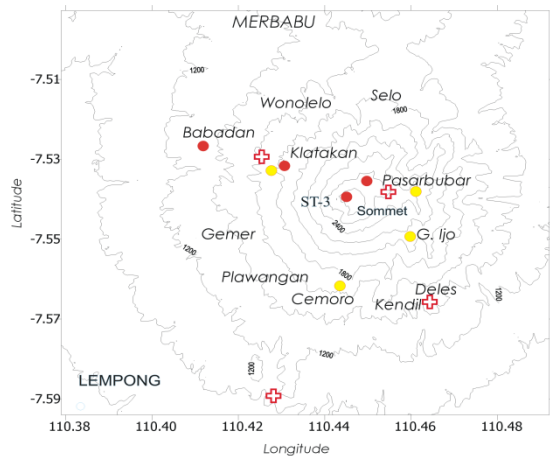 MERBABU
-7.51
1200
1200
Selo
Wonolelo
1800
Babadan
Klatakan
-7.53
Pasarbubar
ST-3
Sommet
Latitude
2400
Gemer
G. Ijo
-7.55
1200
Plawangan
1800
Cemoro
Deles
Kendil
1200
-7.57
1200
1200
LEMPONG
1200
-7.59
110.38
110.40
110.42
110.44
110.46
110.48
Longitude